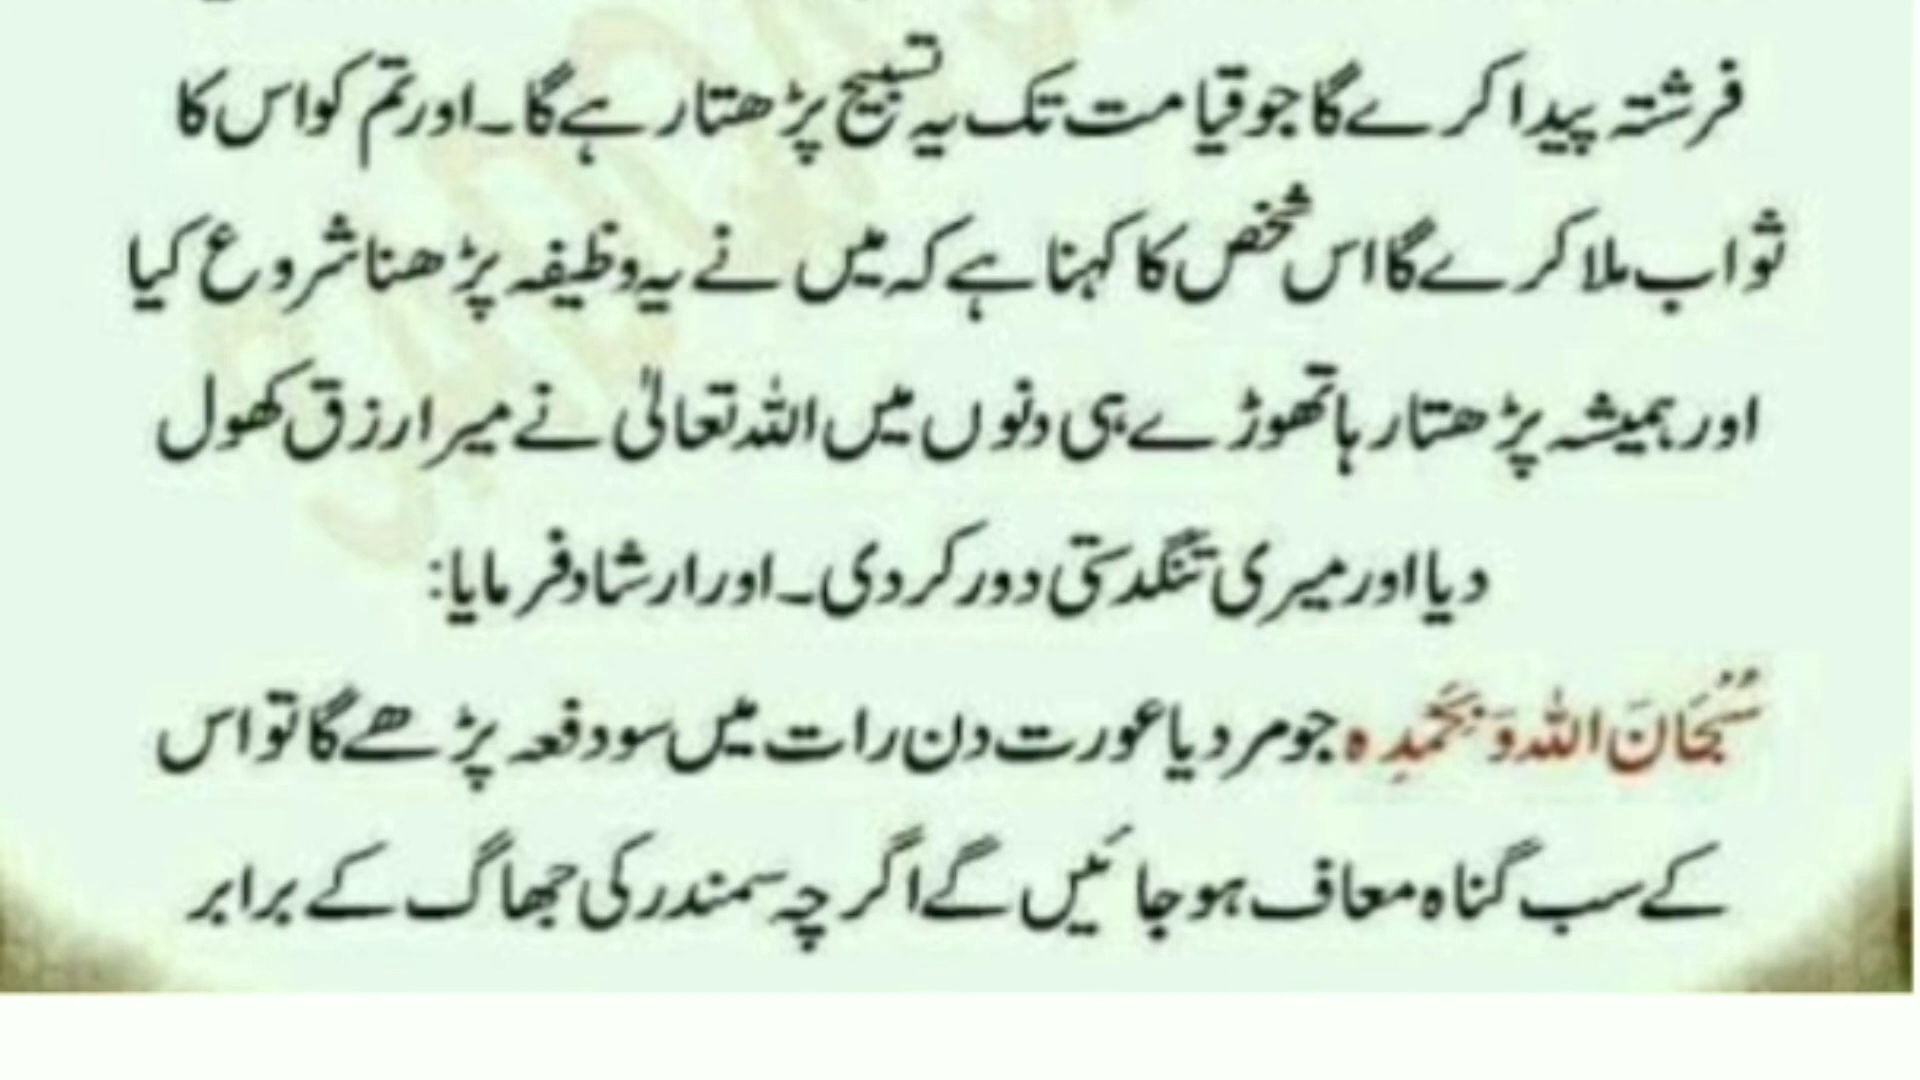 فرشتہ پیدا کرے گا جو قیامت تک یہ تسبیح پڑھتا رہے گا۔ اور تم کو اس کا
ثواب ملا کرے گا اس شخص کا کہنا ہے کہ میں نے یہ وظیفہ پڑھنا شروع کیا
اور ہمیشہ پڑھتا رہا تھوڑے ہی دنوں میں اللہ تعالیٰ نے میرا رزق کھول
دیا اور میری تنگدستی دور کر دی۔ اور ارشاد فرمایا:
سُبْحَانَ اللہ وَ بِحَمْدِہ جو مرد یا عورت دن رات میں سو دفعہ پڑھے گا تو اس
کے سب گناہ معاف ہو جائیں گے اگر چہ سمندر کی جھاگ کے برابر